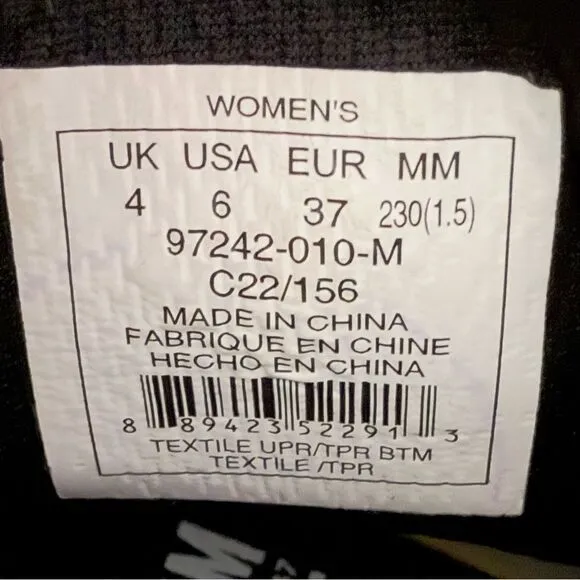 WOMEN'S
UK USA EUR MM
4 6 37 230(1.5)
97242-010-M
C22/156
MADE IN CHINA
FABRIQUE EN CHINE
HECHO EN CHINA
8 89423 52291 3
TEXTILE UPR/TPR BTM
TEXTILE /TPR